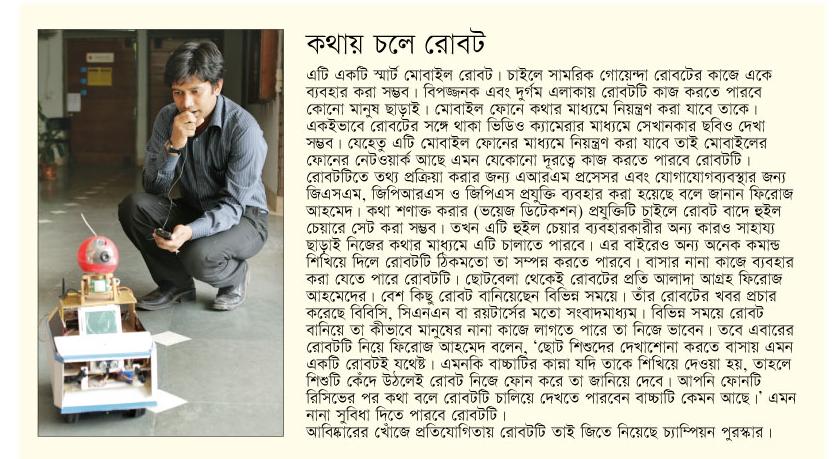 কথায় চলে রোবট
এটি একটি স্মার্ট মোবাইল রোবট। চাইলে সামরিক গোয়েন্দা রোবটের কাজে একে
ব্যবহার করা সম্ভব। বিপজ্জনক এবং দুর্গম এলাকায় রোবটটি কাজ করতে পারবে
কোনো মানুষ ছাড়াই। মোবাইল ফোনে কথার মাধ্যমে নিয়ন্ত্রণ করা যাবে তাকে।
একইভাবে রোবটের সঙ্গে থাকা ভিডিও ক্যামেরার মাধ্যমে সেখানকার ছবিও দেখা
সম্ভব। যেহেতু এটি মোবাইল ফোনের মাধ্যমে নিয়ন্ত্রণ করা যাবে তাই মোবাইলের
ফোনের নেটওয়ার্ক আছে এমন যেকোনো দূরত্বে কাজ করতে পারবে রোবটটি।
রোবটটিতে তথ্য প্রক্রিয়া করার জন্য এআরএম প্রসেসর এবং যোগাযোগব্যবস্থার জন্য
জিএসএম, জিপিআরএস ও জিপিএস প্রযুক্তি ব্যবহার করা হয়েছে বলে জানান ফিরোজ
আহমেদ। কথা শণাক্ত করার (ভয়েজ ডিটেকশন) প্রযুক্তিটি চাইলে রোবট বাদে হুইল
চেয়ারে সেট করা সম্ভব। তখন এটি হুইল চেয়ার ব্যবহারকারীর অন্য কারও সাহায্য
ছাড়াই নিজের কথার মাধ্যমে এটি চালাতে পারবে। এর বাইরেও অন্য অনেক কমান্ড
শিখিয়ে দিলে রোবটটি ঠিকমতো তা সম্পন্ন করতে পারবে। বাসার নানা কাজে ব্যবহার
করা যেতে পারে রোবটটি। ছোটবেলা থেকেই রোবটের প্রতি আলাদা আগ্রহ ফিরোজ
আহমেদের। বেশ কিছু রোবট বানিয়েছেন বিভিন্ন সময়ে। তাঁর রোবটের খবর প্রচার
করেছে বিবিসি, সিএনএন বা রয়টার্সের মতো সংবাদমাধ্যম। বিভিন্ন সময়ে রোবট
বানিয়ে তা কীভাবে মানুষের নানা কাজে লাগতে পারে তা নিজে ভাবেন। তবে এবারের
রোবটটি নিয়ে ফিরোজ আহমেদ বলেন, ‘ছোট শিশুদের দেখাশোনা করতে বাসায় এমন
একটি রোবটই যথেষ্ট। এমনকি বাচ্চাটির কান্না যদি তাকে শিখিয়ে দেওয়া হয়, তাহলে
শিশুটি কেঁদে উঠলেই রোবট নিজে ফোন করে তা জানিয়ে দেবে। আপনি ফোনটি
রিসিভের পর কথা বলে রোবটটি চালিয়ে দেখতে পারবেন বাচ্চাটি কেমন আছে।’ এমন
নানা সুবিধা দিতে পারবে রোবটটি।
আবিষ্কারের খোঁজে প্রতিযোগিতায় রোবটটি তাই জিতে নিয়েছে চ্যাম্পিয়ন পুরস্কার।